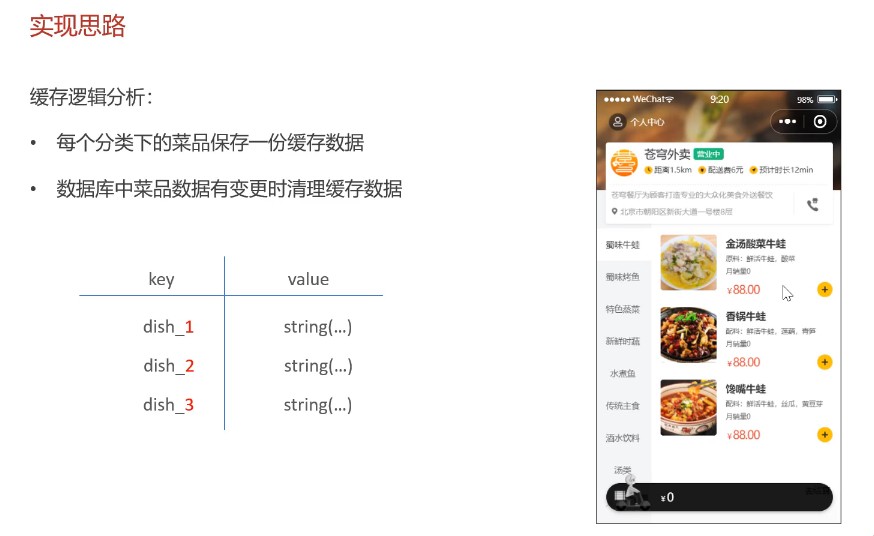 实现思路
缓存逻辑分析：
• 每个分类下的菜品保存一份缓存数据
• 数据库中菜品数据有变更时清理缓存数据
key value
dish_1 string(...)
dish_2 string(...)
dish_3 string(...)
WeChat 9:20 98%
个人中心
苍穹外卖 营业中
距离1.5km 配送费6元 预计时长12min
苍穹餐厅为顾客打造专业的大众化美食外送餐饮
北京市朝阳区新街大道一号楼8层
蜀味牛蛙
蜀味烤鱼
特色蒸菜
新鲜时蔬
水煮鱼
传统主食
酒水饮料
汤类
金汤酸菜牛蛙
原料：鲜活牛蛙，酸菜
月销量0
¥88.00
香锅牛蛙
配料：鲜活牛蛙，莲藕，青笋
月销量0
¥88.00
馋嘴牛蛙
配料：鲜活牛蛙，丝瓜，黄豆芽
月销量0
¥88.00
¥0